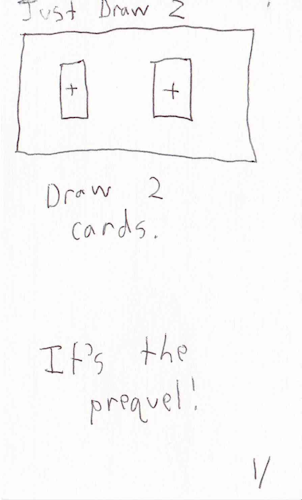 Just Draw 2
+ +
Draw 2
cards.
It's the
prequel!
1/